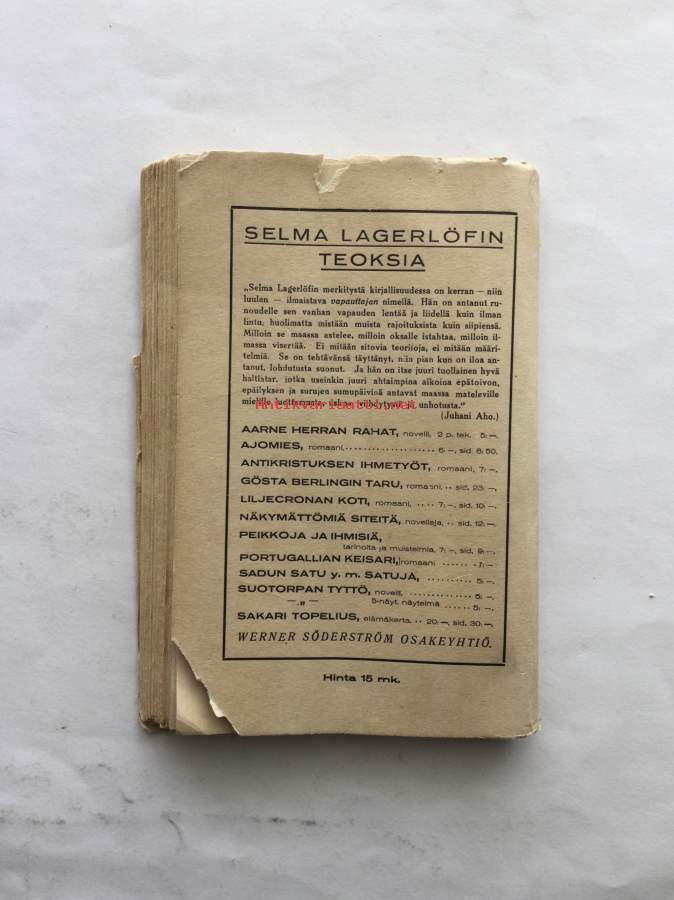 SELMA LAGERLÖFIN
TEOKSIA
„Selma Lagerlöfin merkitystä kirjallisuudessa on kerran — niin
luulen — ilmaistava vapauttajan nimellä. Hän on antanut ru-
noudelle sen vanhan vapauden lentää ja liidellä kuin ilman
lintu, huolimatta mistään muista rajoituksista kuin siipiensä.
Milloin se maassa astelee, milloin oksalle istahtaa, milloin il-
massa visertää. Ei mitään sitovia teoriioja, ei mitään määri-
telmiä. Se on tehtävänsä täyttänyt, niin pian kun on iloa an-
tanut, lohdutusta suonut. Ja hän on itse juuri tuollainen hyvä
haltiatar, jotka useinkin juuri ahtaimpina aikoina epätoivon,
epäilyksen ja surujen sumupäivinä antavat maassa mateleville
mielille unhotusta."
Antikvariaatti.net
(Juhani Aho.)
AARNE HERRAN RAHAT, novelli, 2 p. tek. 5:—.
AJOMIES, romaani, .................... 6:—, sid. 8:50.
ANTIKRISTUKSEN IHMETYÖT, romaani, 7:—.
GÖSTA BERLINGIN TARU, romaani, .. sid. 23:—,
LILJECRONAN KOTI, romaani, .... 7:—, sid. 10:—.
NÄKYMÄTTÖMIÄ SITEITÄ, novelleja, .. sid. 12:—.
PEIKKOJA JA IHMISIÄ,
tarinoita ja muistelmia, 7:—, sid. 9:—.
PORTUGALLIAN KEISARI, romaani ...... 7:—
SADUN SATU y. m. SATUJA, .......... 5:—.
SUOTORPAN TYTTÖ, novelli, ............. 5:—,
—„— 5-näyt. näytelmä ...... 5:—,
SAKARI TOPELIUS, elämäkerta, .. 20:—, sid. 30:—.
WERNER SÖDERSTRÖM OSAKEYHTIÖ.
Hinta 15 mk.